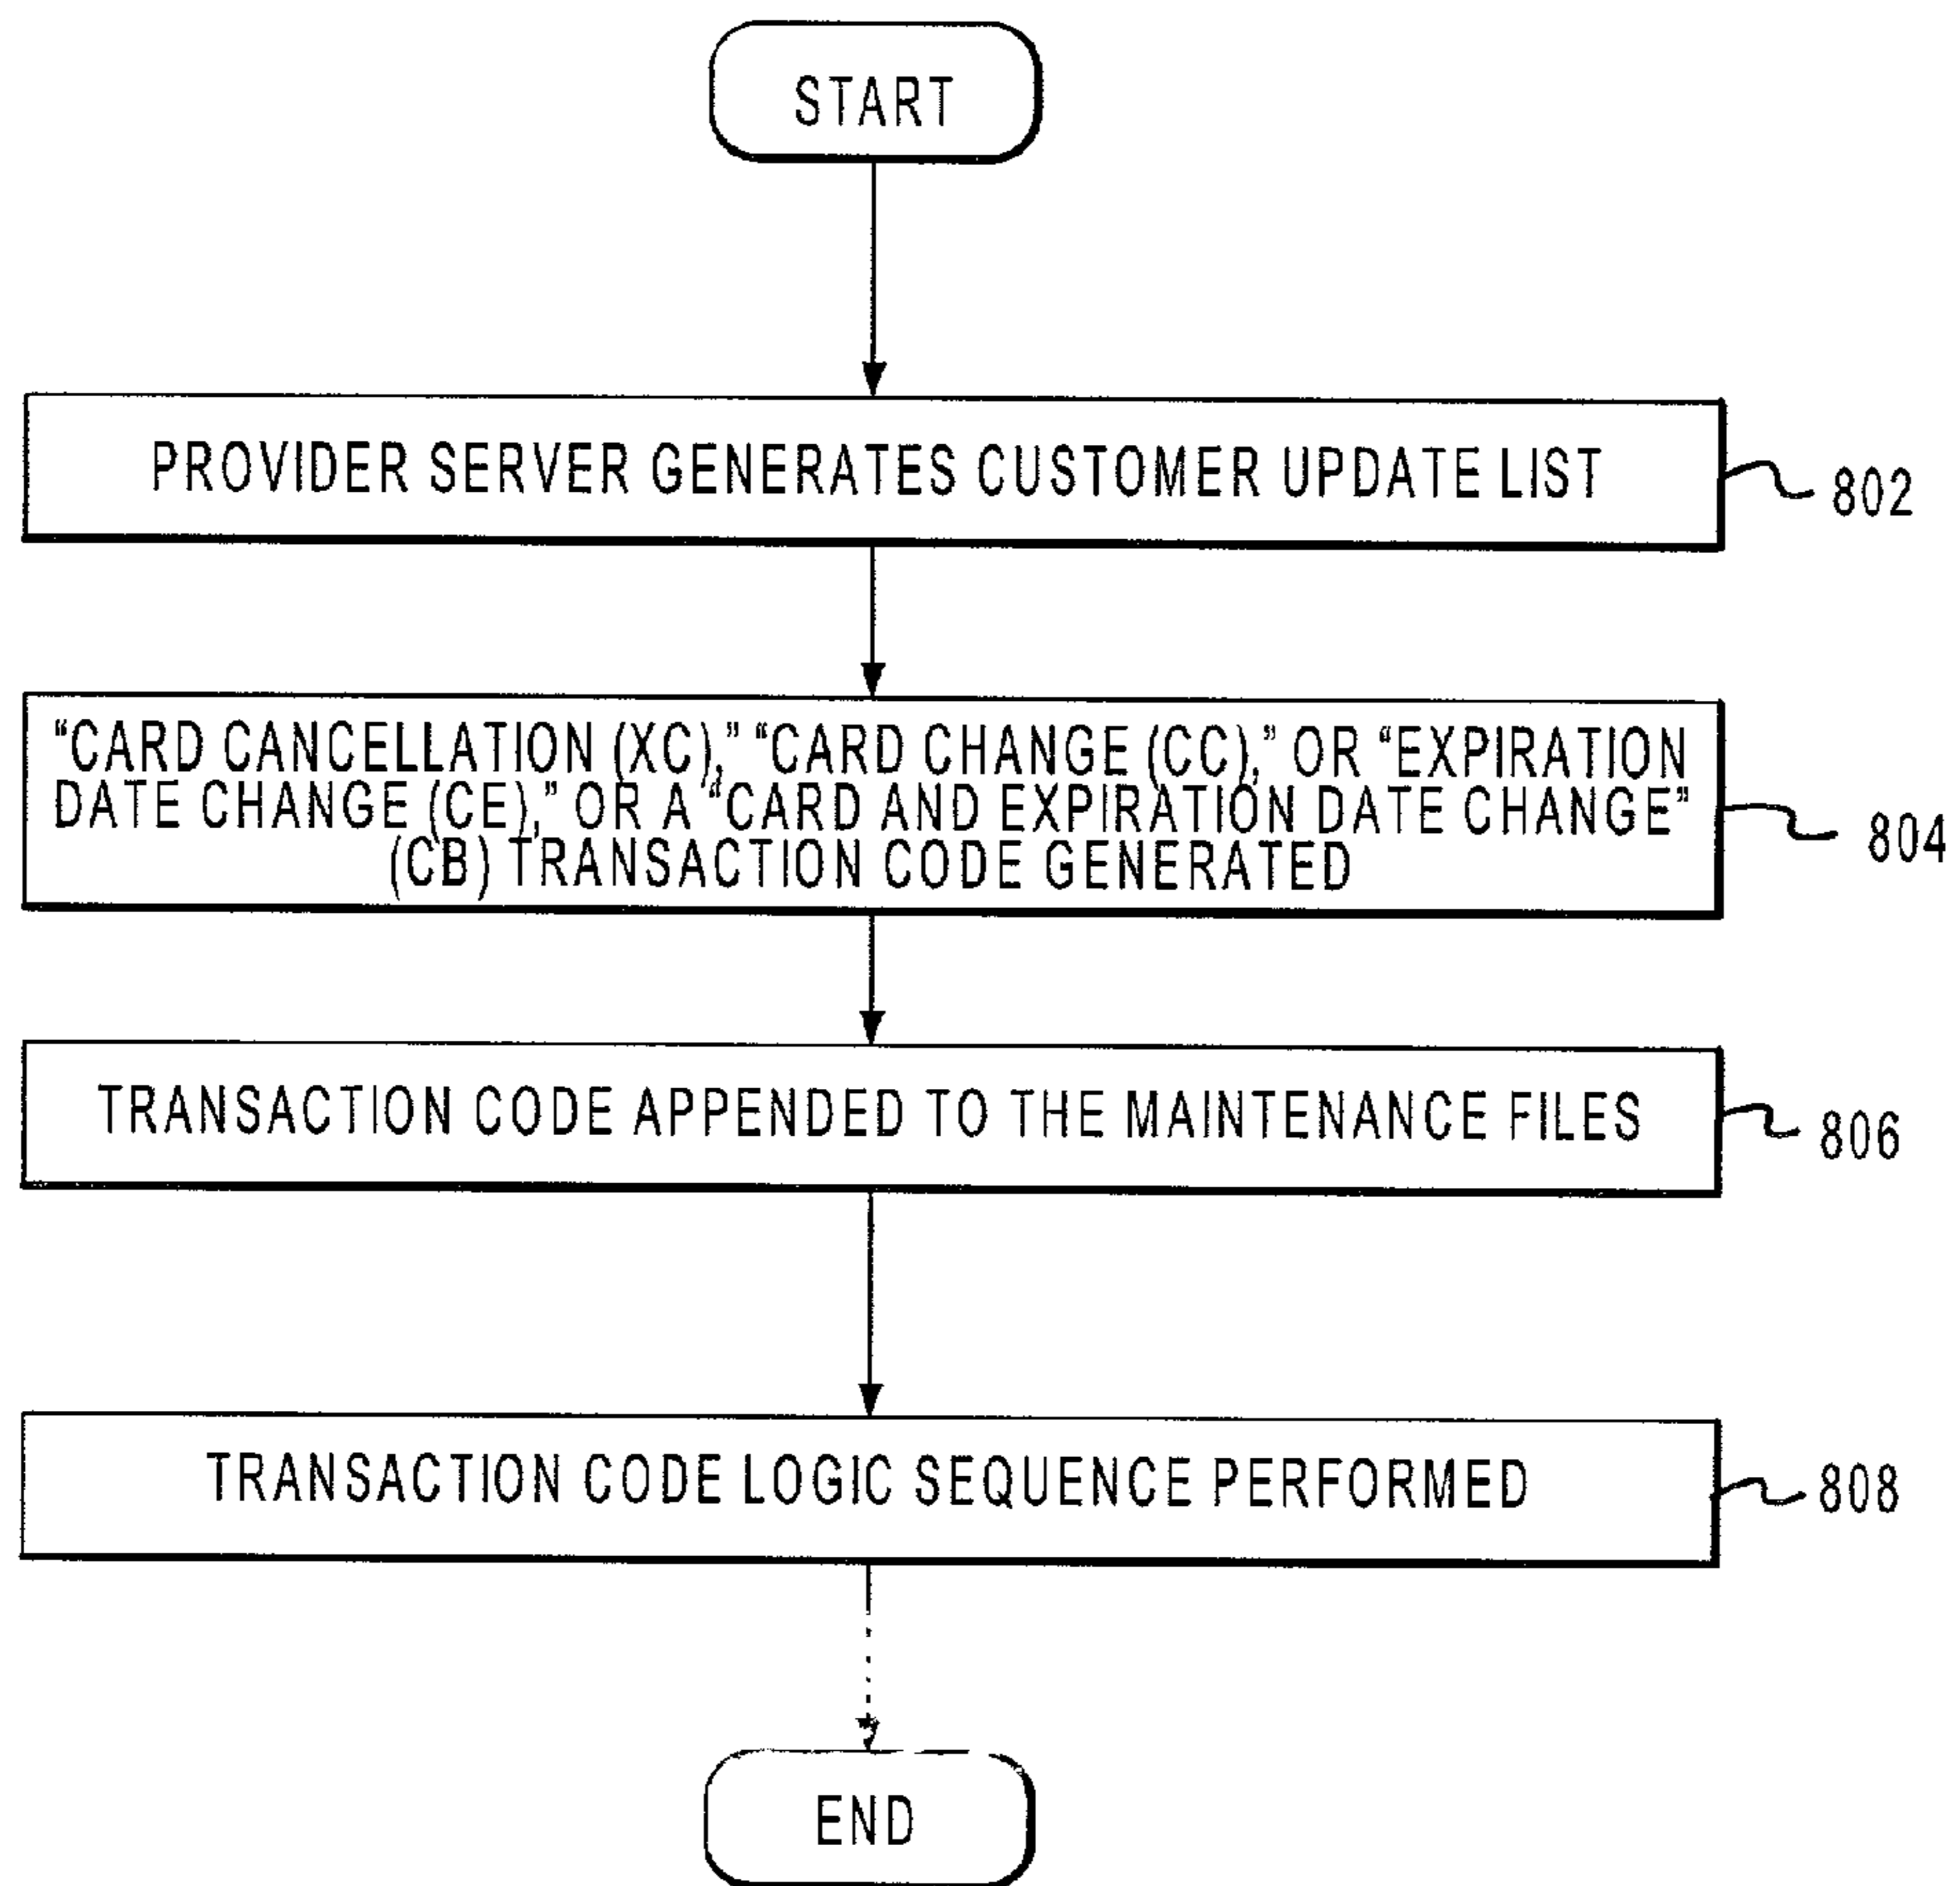 START
PROVIDER SERVER GENERATES CUSTOMER UPDATE LIST
802
“CARD CANCELLATION (XC),” “CARD CHANGE (CC),” OR “EXPIRATION
DATE CHANGE (CE),” OR A “CARD AND EXPIRATION DATE CHANGE”
(CB) TRANSACTION CODE GENERATED
804
TRANSACTION CODE APPENDED TO THE MAINTENANCE FILES
806
TRANSACTION CODE LOGIC SEQUENCE PERFORMED
808
END